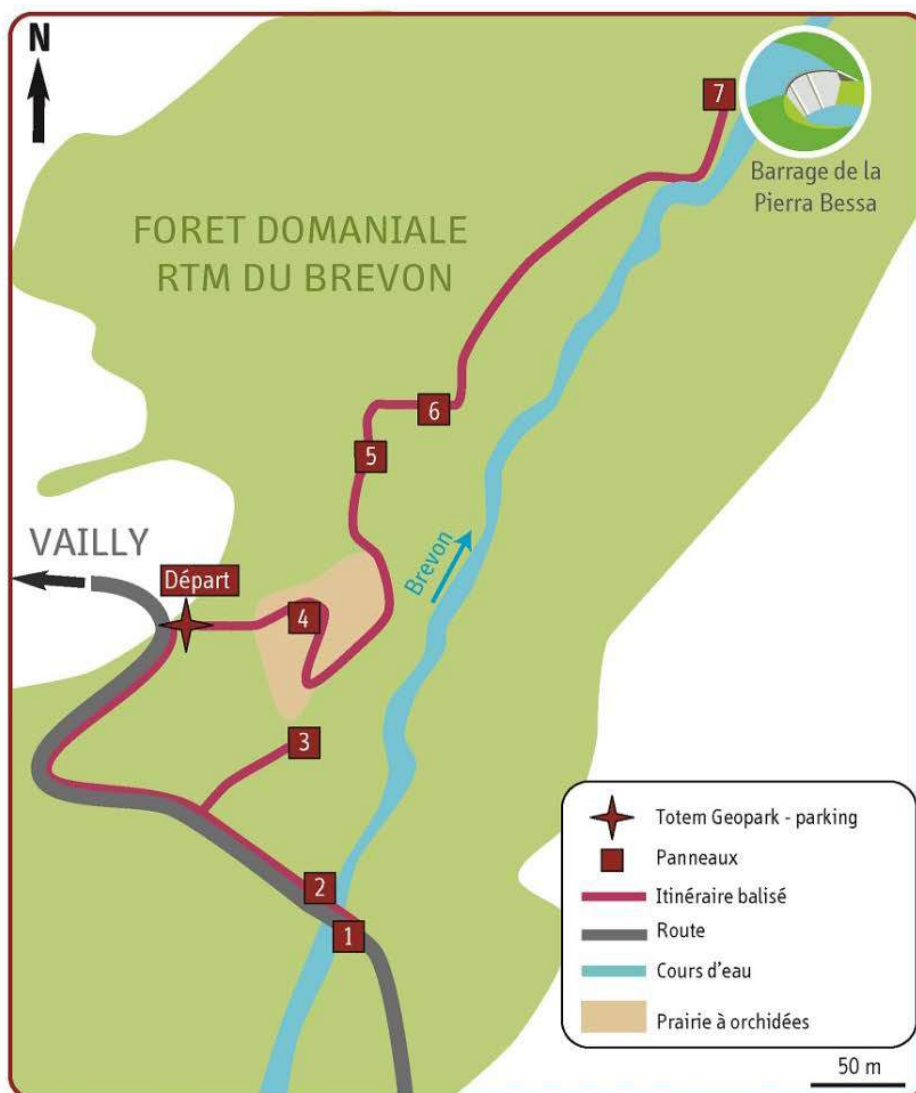 N
7
Barrage de la
Pierra Bessa
FORET DOMANIALE
RTM DU BREVON
6
5
VAILLY
Départ
Brevon
4
3
2
1
Totem Geopark - parking
Panneaux
Itinéraire balisé
Route
Cours d'eau
Prairie à orchidées
50 m